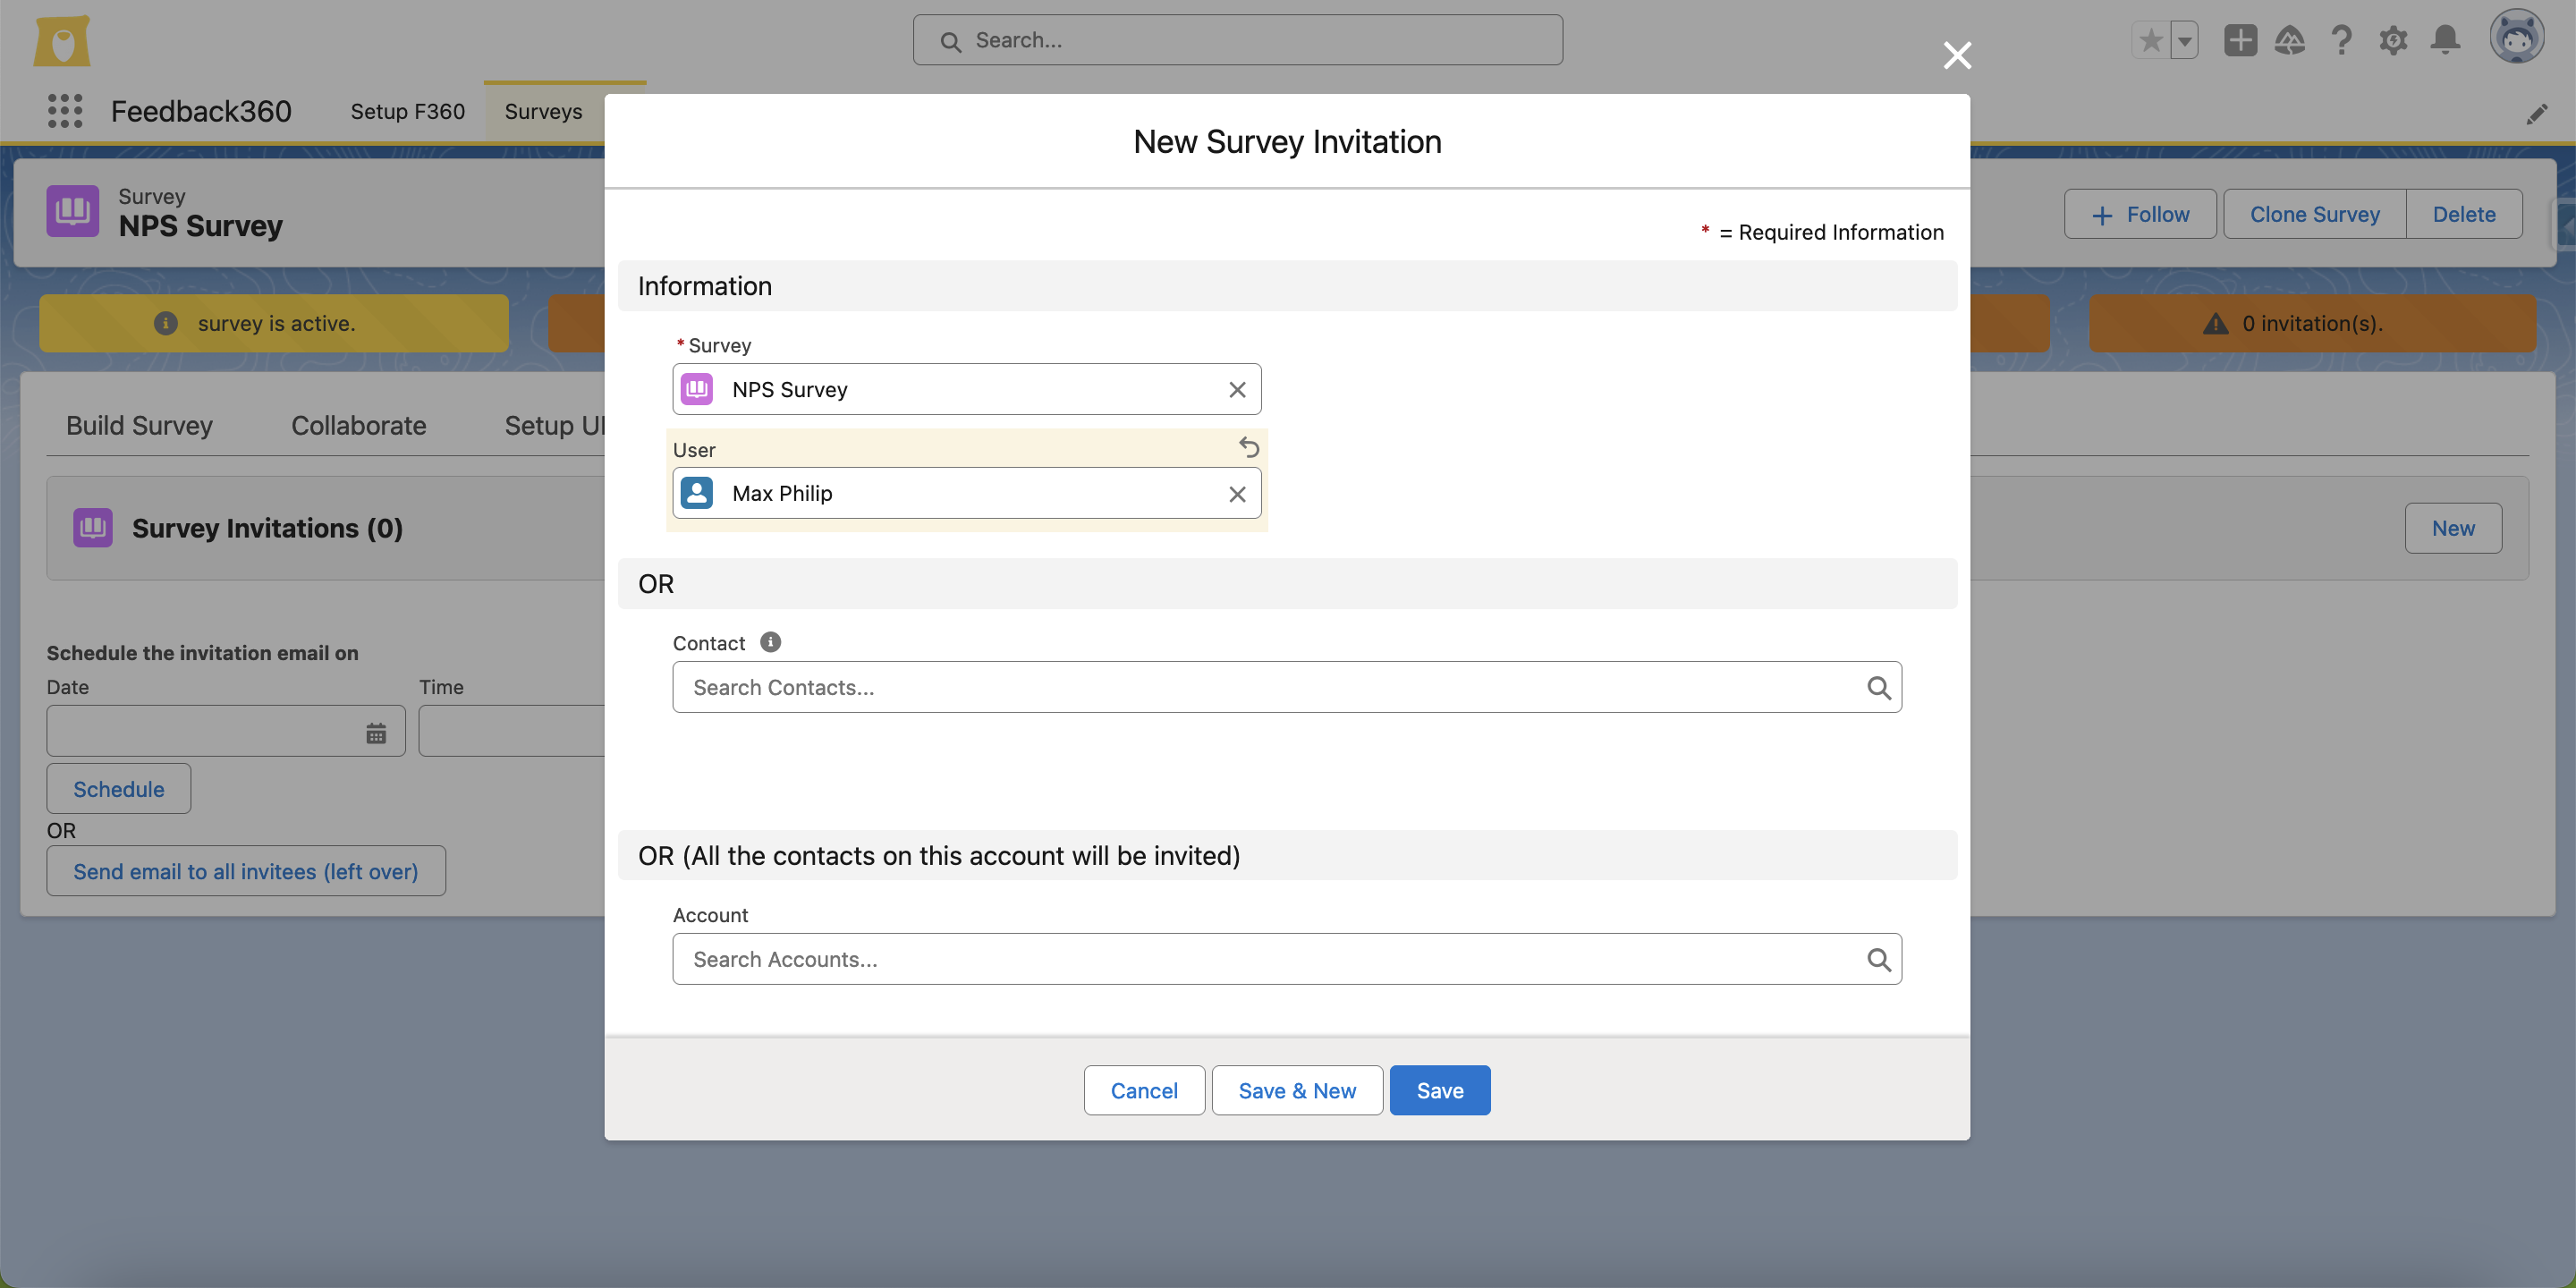 Search...
Feedback360
Setup F360
Surveys
Survey
NPS Survey
Follow
Clone Survey
Delete
survey is active.
0 invitation(s).
Build Survey
Collaborate
Setup UI
Survey Invitations (0)
New
Schedule the invitation email on
Date
Time
Schedule
OR
Send email to all invitees (left over)
New Survey Invitation
* = Required Information
Information
* Survey
NPS Survey
User
Max Philip
OR
Contact
Search Contacts...
OR (All the contacts on this account will be invited)
Account
Search Accounts...
Cancel
Save & New
Save